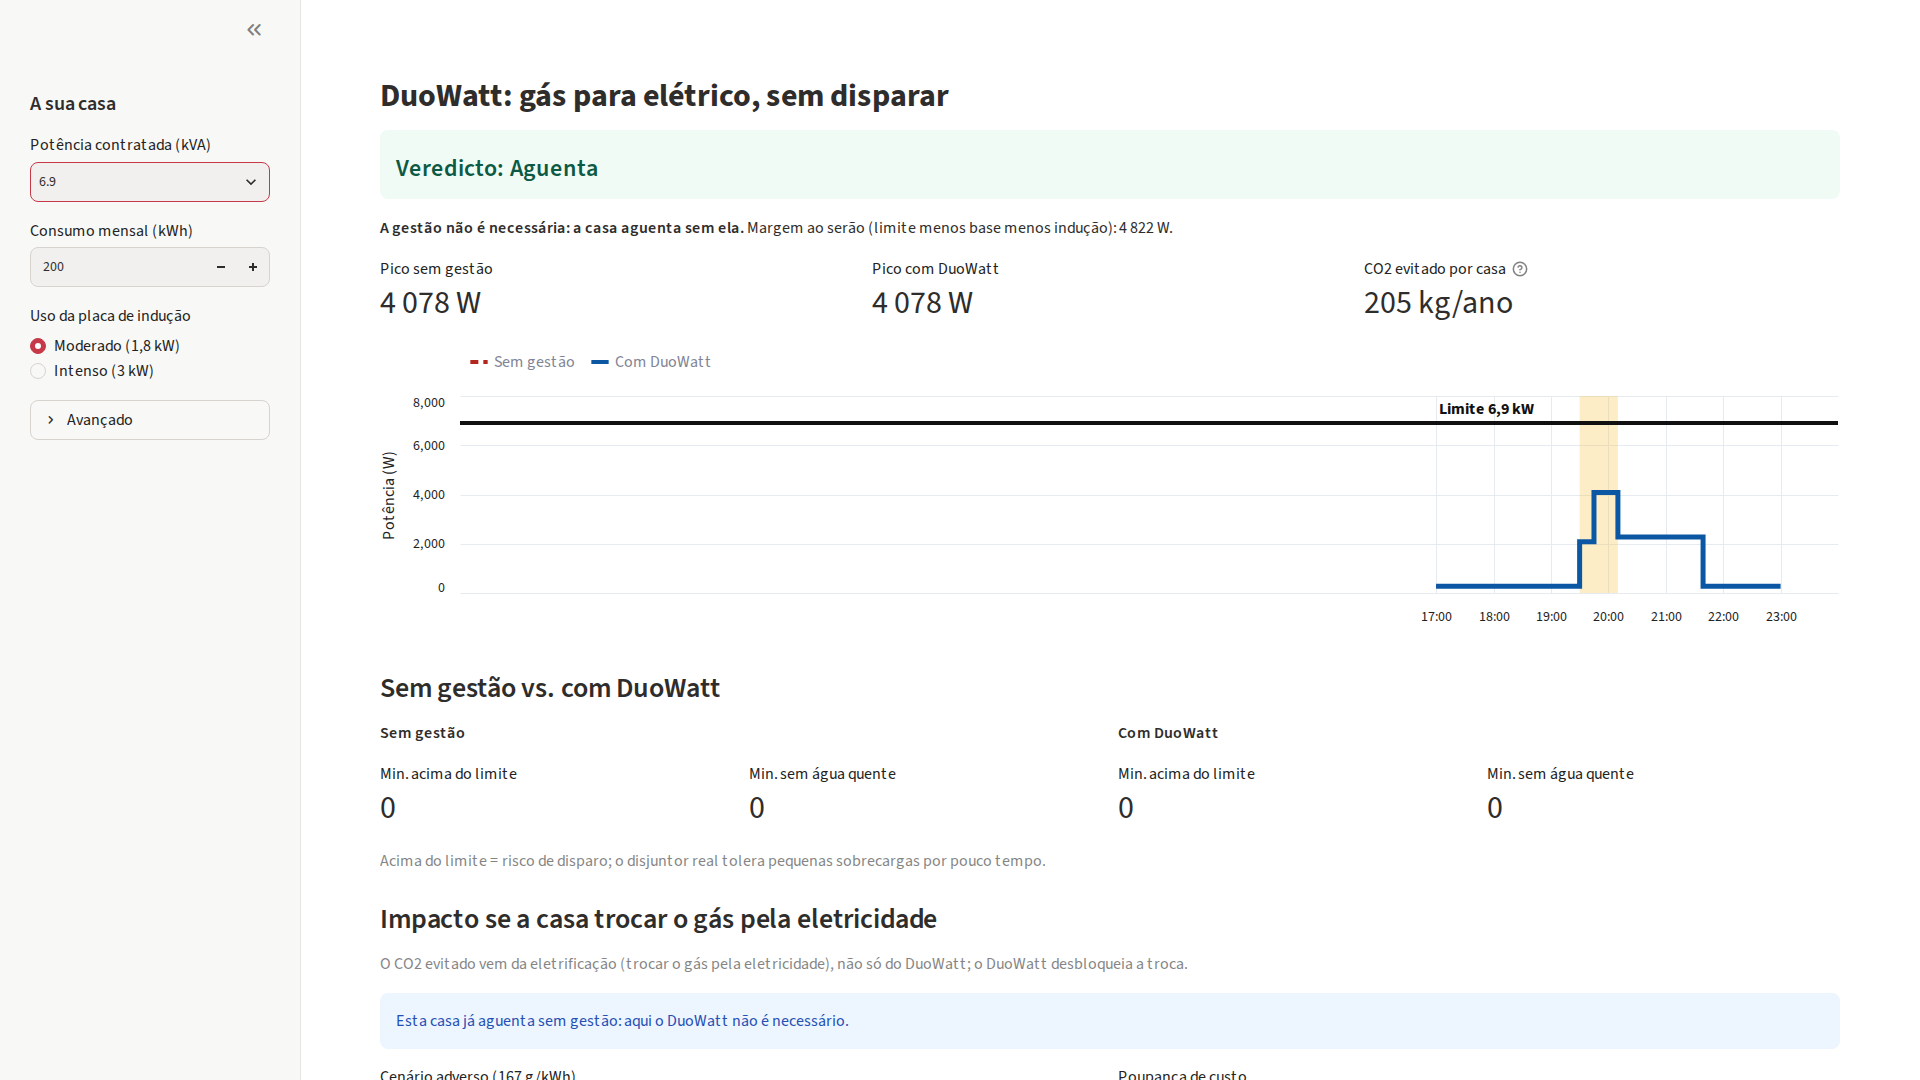 A sua casa
Potência contratada (kVA)
6.9
Consumo mensal (kWh)
200
Uso da placa de indução
Moderado (1,8 kW)
Intenso (3 kW)
Avançado
DuoWatt: gás para elétrico, sem disparar
Veredicto: Aguenta
A gestão não é necessária: a casa aguenta sem ela. Margem ao serão (limite menos base menos indução): 4 822 W.
Pico sem gestão
4 078 W
Pico com DuoWatt
4 078 W
CO2 evitado por casa
205 kg/ano
Sem gestão
Com DuoWatt
Potência (W)
8,000
6,000
4,000
2,000
0
Limite 6,9 kW
17:00 18:00 19:00 20:00 21:00 22:00 23:00
Sem gestão vs. com DuoWatt
Sem gestão
Min. acima do limite
0
Min. sem água quente
0
Com DuoWatt
Min. acima do limite
0
Min. sem água quente
0
Acima do limite = risco de disparo; o disjuntor real tolera pequenas sobrecargas por pouco tempo.
Impacto se a casa trocar o gás pela eletricidade
O CO2 evitado vem da eletrificação (trocar o gás pela eletricidade), não só do DuoWatt; o DuoWatt desbloqueia a troca.
Esta casa já aguenta sem gestão: aqui o DuoWatt não é necessário.
Cenário adverso (167 g/kWh)
Poupança de custo